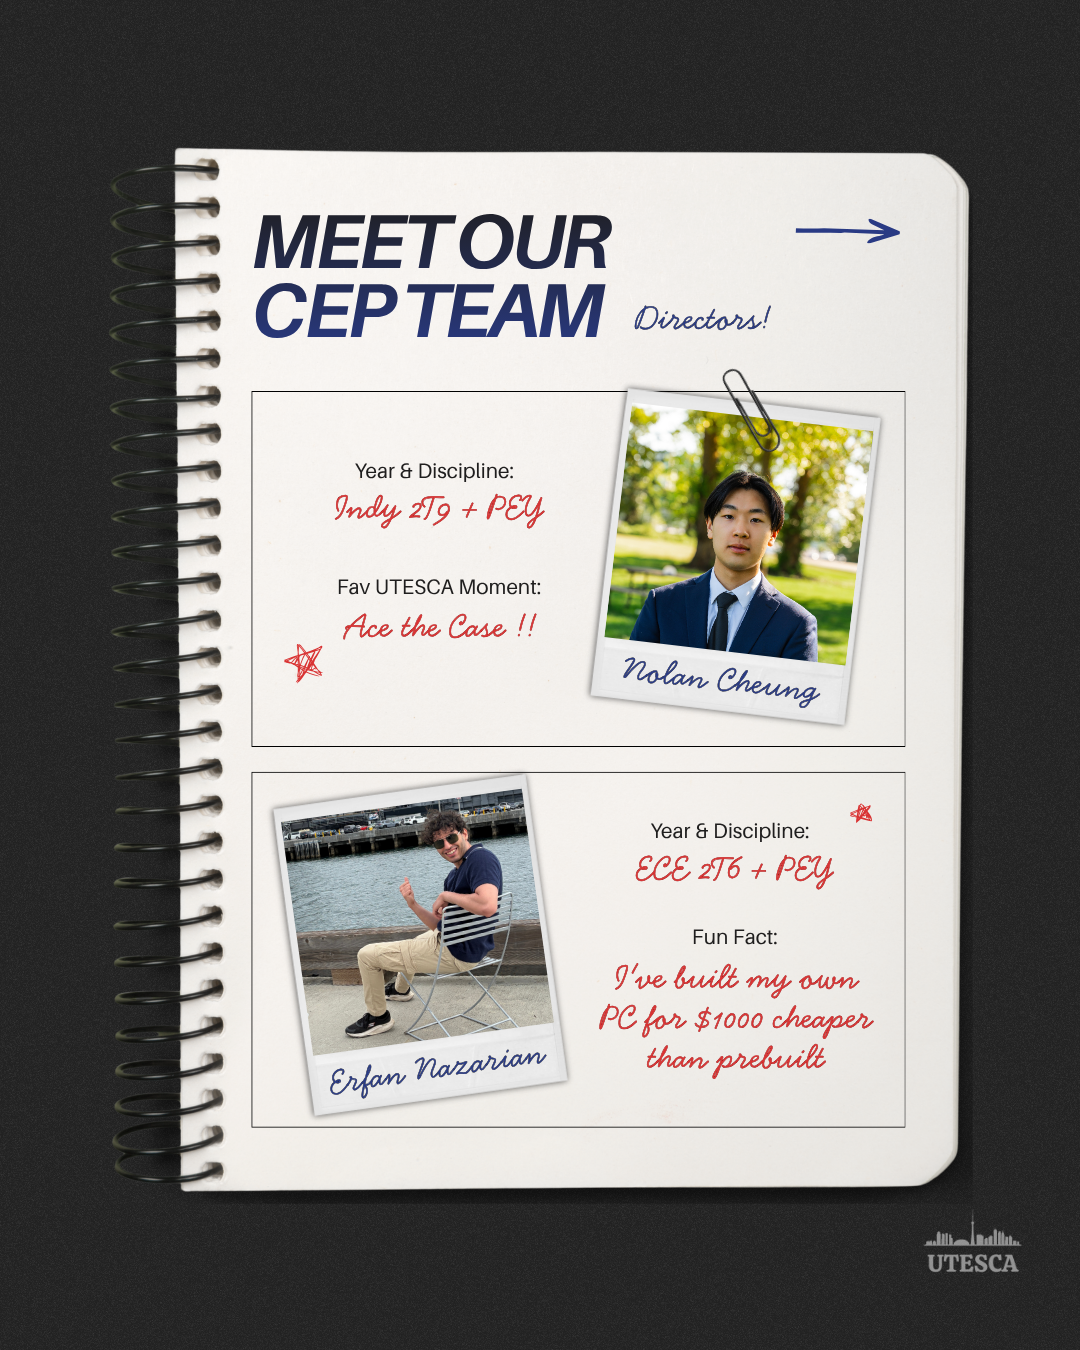 MEET OUR
CEP TEAM
Directors!
Year & Discipline:
Indy 2T9 + PEY
Fav UTESCA Moment:
Ace the Case !!
Nolan Cheung
Year & Discipline:
ECE 2T6 + PEY
Fun Fact:
I've built my own
PC for $1000 cheaper
than prebuilt
Erfan Nazarian
UTESCA